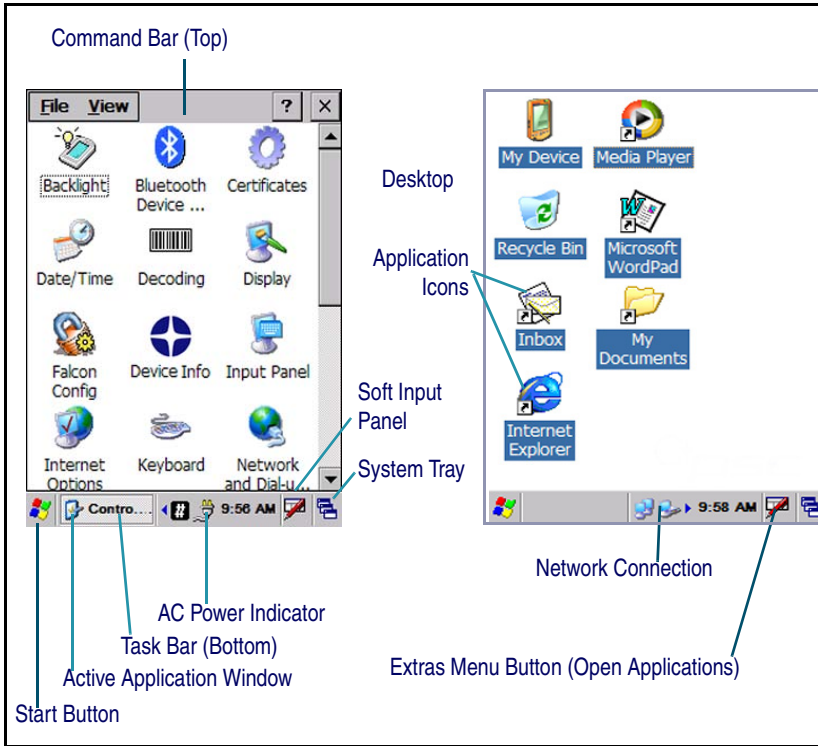 Command Bar (Top)
File View ? ×
Backlight
Bluetooth
Device ...
Certificates
Date/Time
Decoding
Display
Falcon
Config
Device Info
Input Panel
Internet
Options
Keyboard
Network
and Dial-u...
Contro...
#
9:56 AM
Desktop
Application
Icons
Soft Input
Panel
System Tray
My Device
Media Player
Recycle Bin
Microsoft
WordPad
Inbox
My
Documents
Internet
Explorer
9:58 AM
Network Connection
AC Power Indicator
Task Bar (Bottom)
Active Application Window
Extras Menu Button (Open Applications)
Start Button